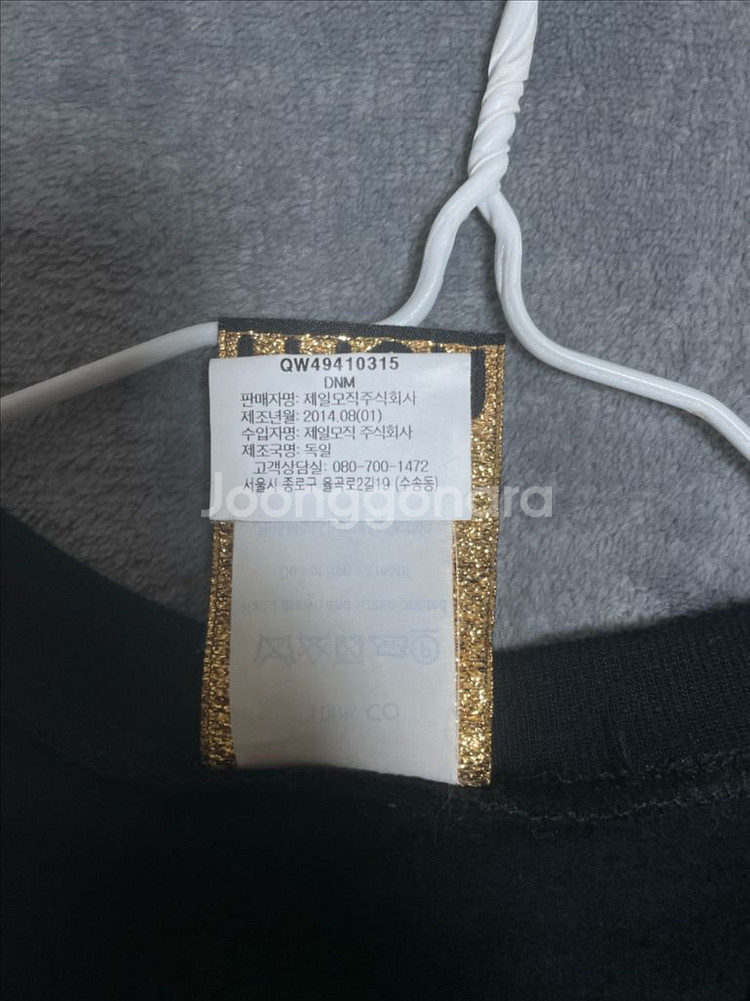 QW49410315
DNM
판매자명: 제일모직주식회사
제조년월: 2014.08(01)
수입자명: 제일모직 주식회사
제조국명: 독일
고객상담실: 080-700-1472
서울시 종로구 율곡로2길19 (수송동)
Joonggonara
100% CO